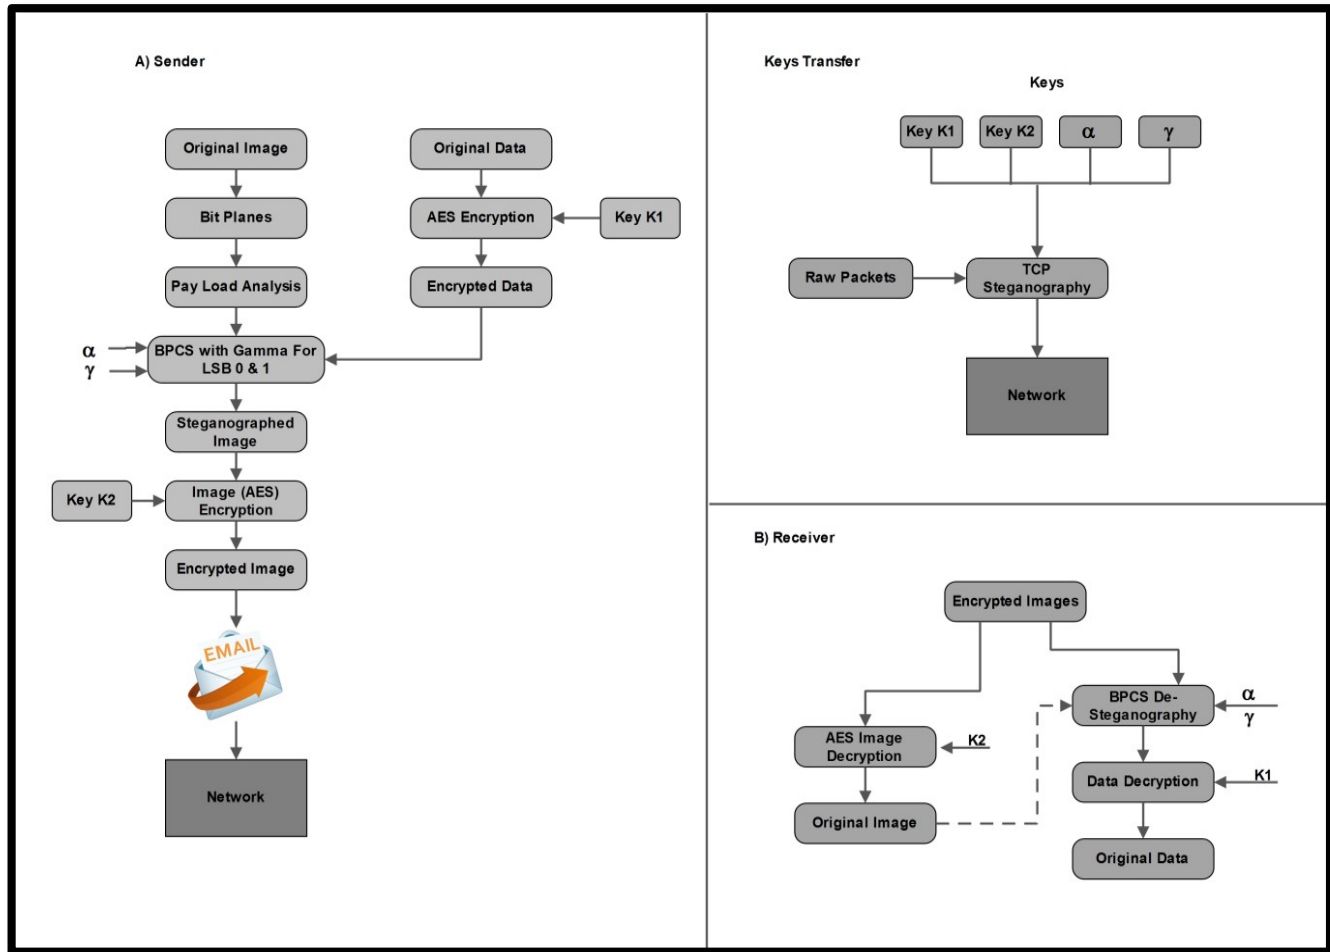 A) Sender
Original Image
Original Data
Bit Planes
AES Encryption
Key K1
Pay Load Analysis
Encrypted Data
α
γ
BPCS with Gamma For
LSB 0 & 1
Steganographed
Image
Key K2
Image (AES)
Encryption
Encrypted Image
EMAIL
Network
Keys Transfer
Keys
Key K1
Key K2
α
γ
Raw Packets
TCP
Steganography
Network
B) Receiver
Encrypted Images
BPCS De-
Steganography
α
γ
AES Image
Decryption
K2
Data Decryption
K1
Original Image
Original Data